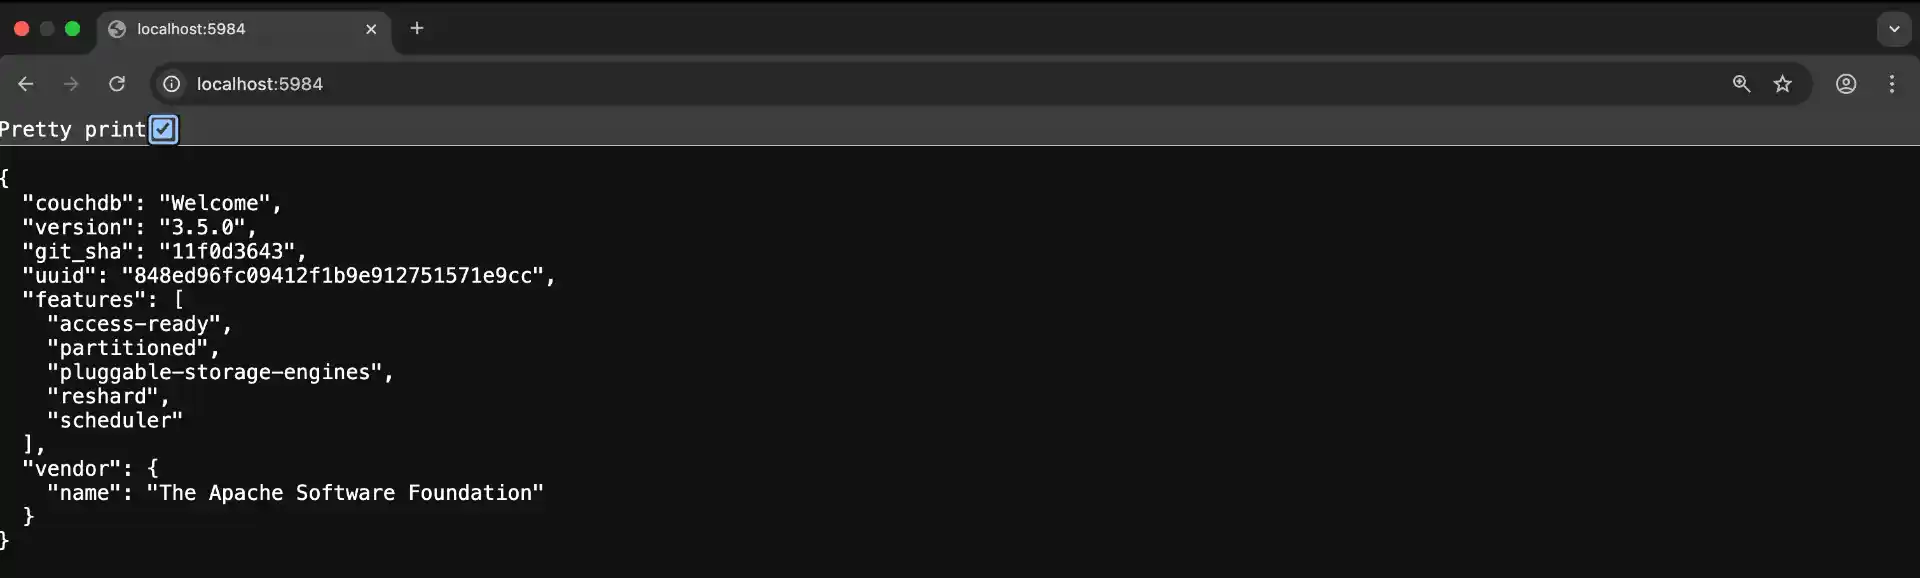 localhost:5984
localhost:5984
Pretty print
{
  "couchdb": "Welcome",
  "version": "3.5.0",
  "git_sha": "11f0d3643",
  "uuid": "848ed96fc09412f1b9e912751571e9cc",
  "features": [
    "access-ready",
    "partitioned",
    "pluggable-storage-engines",
    "reshard",
    "scheduler"
  ],
  "vendor": {
    "name": "The Apache Software Foundation"
  }
}